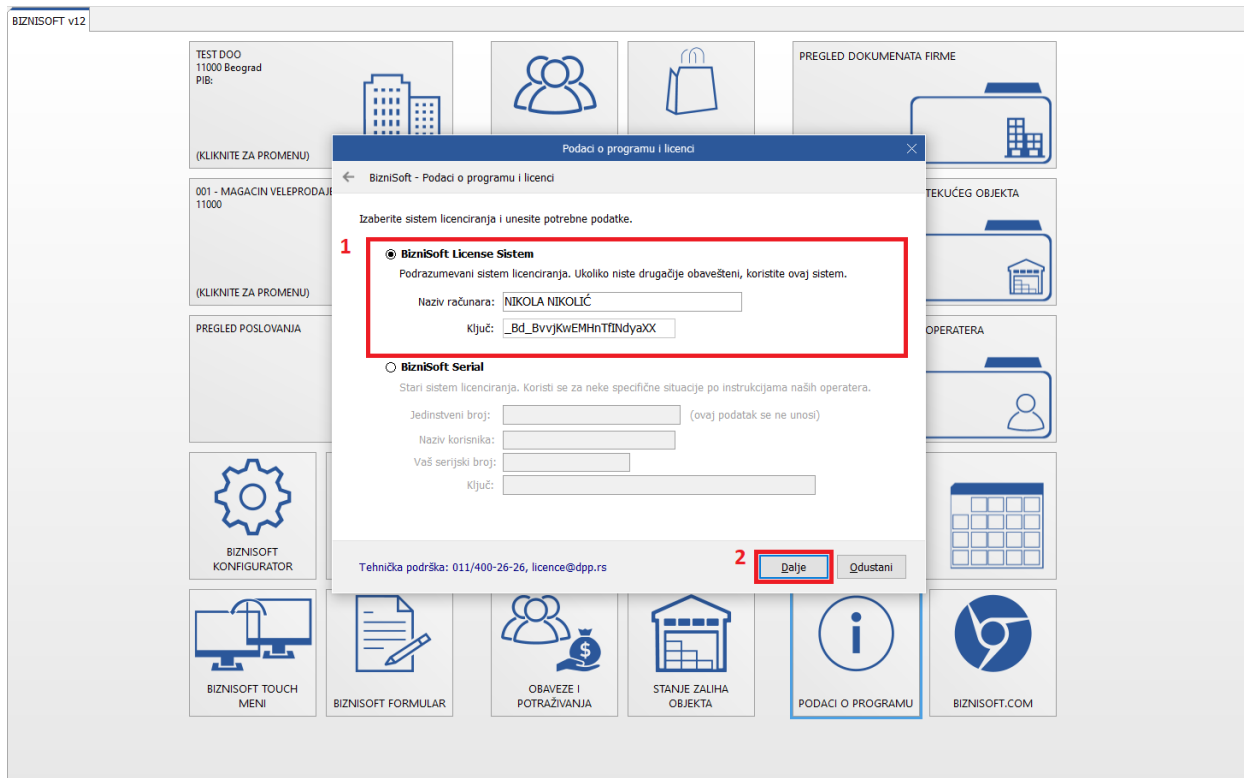 BIZNISOFT v12
TEST DOO
11000 Beograd
PIB:
(KLIKNITE ZA PROMENU)
PREGLED DOKUMENATA FIRME
001 - MAGACIN VELEPRODAJE
11000
(KLIKNITE ZA PROMENU)
TEKUĆEG OBJEKTA
PREGLED POSLOVANJA
OPERATERA
Podaci o programu i licenci
BizniSoft - Podaci o programu i licenci
Izaberite sistem licenciranja i unesite potrebne podatke.
1
BizniSoft License Sistem
Podrazumevani sistem licenciranja. Ukoliko niste drugačije obavešteni, koristite ovaj sistem.
Naziv računara: NIKOLA NIKOLIĆ
Ključ: _Bd_BvvjKwEMHnTfINdyaXX
BizniSoft Serial
Stari sistem licenciranja. Koristi se za neke specifične situacije po instrukcijama naših operatera.
Jedinstveni broj: (ovaj podatak se ne unosi)
Naziv korisnika:
Vaš serijski broj:
Ključ:
Tehnička podrška: 011/400-26-26, licence@dpp.rs
2
Dalje
Odustani
BIZNISOFT
KONFIGURATOR
BIZNISOFT TOUCH
MENI
BIZNISOFT FORMULAR
OBAVEZE I
POTRAŽIVANJA
STANJE ZALIHA
OBJEKTA
PODACI O PROGRAMU
BIZNISOFT.COM